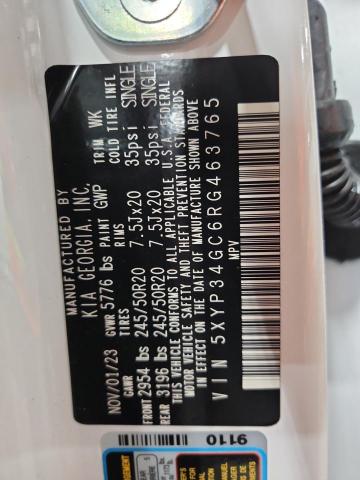 MANUFACTURED BY
KIA GEORGIA, INC.
NOV/01/23 GVWR 5776 lbs PAINT GWP TRIM WK
GAWR TIRES RIMS COLD TIRE INFL
FRONT 2954 lbs 245/50R20 7.5Jx20 35psi SINGLE
REAR 3196 lbs 245/50R20 7.5Jx20 35psi SINGLE
THIS VEHICLE CONFORMS TO ALL APPLICABLE U.S.A. FEDERAL
MOTOR VEHICLE SAFETY AND THEFT PREVENTION STANDARDS
IN EFFECT ON THE DATE OF MANUFACTURE SHOWN ABOVE.
VIN 5XYP34GC6RG463765
MPV
9110